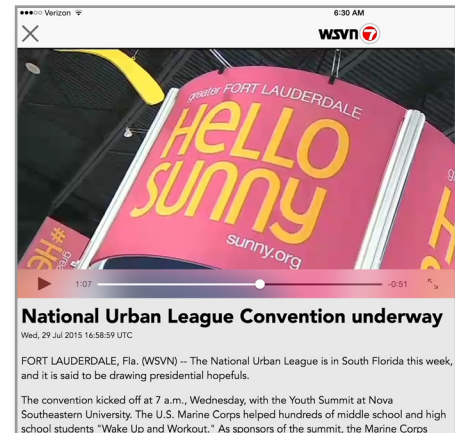 Verizon 6:30 AM
WSVN 7
greater FORT LAUDERDALE
HELLO
SUNNY
sunny.org
1:07 -0:51
National Urban League Convention underway
Wed, 29 Jul 2015 16:58:59 UTC
FORT LAUDERDALE, Fla. (WSVN) -- The National Urban League is in South Florida this week,
and it is said to be drawing presidential hopefuls.
The convention kicked off at 7 a.m., Wednesday, with the Youth Summit at Nova
Southeastern University. The U.S. Marine Corps helped hundreds of middle school and high
school students "Wake Up and Workout." As sponsors of the summit, the Marine Corps